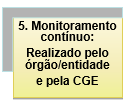 5. Monitoramento
contínuo:
Realizado pelo
órgão/entidade
e pela CGE